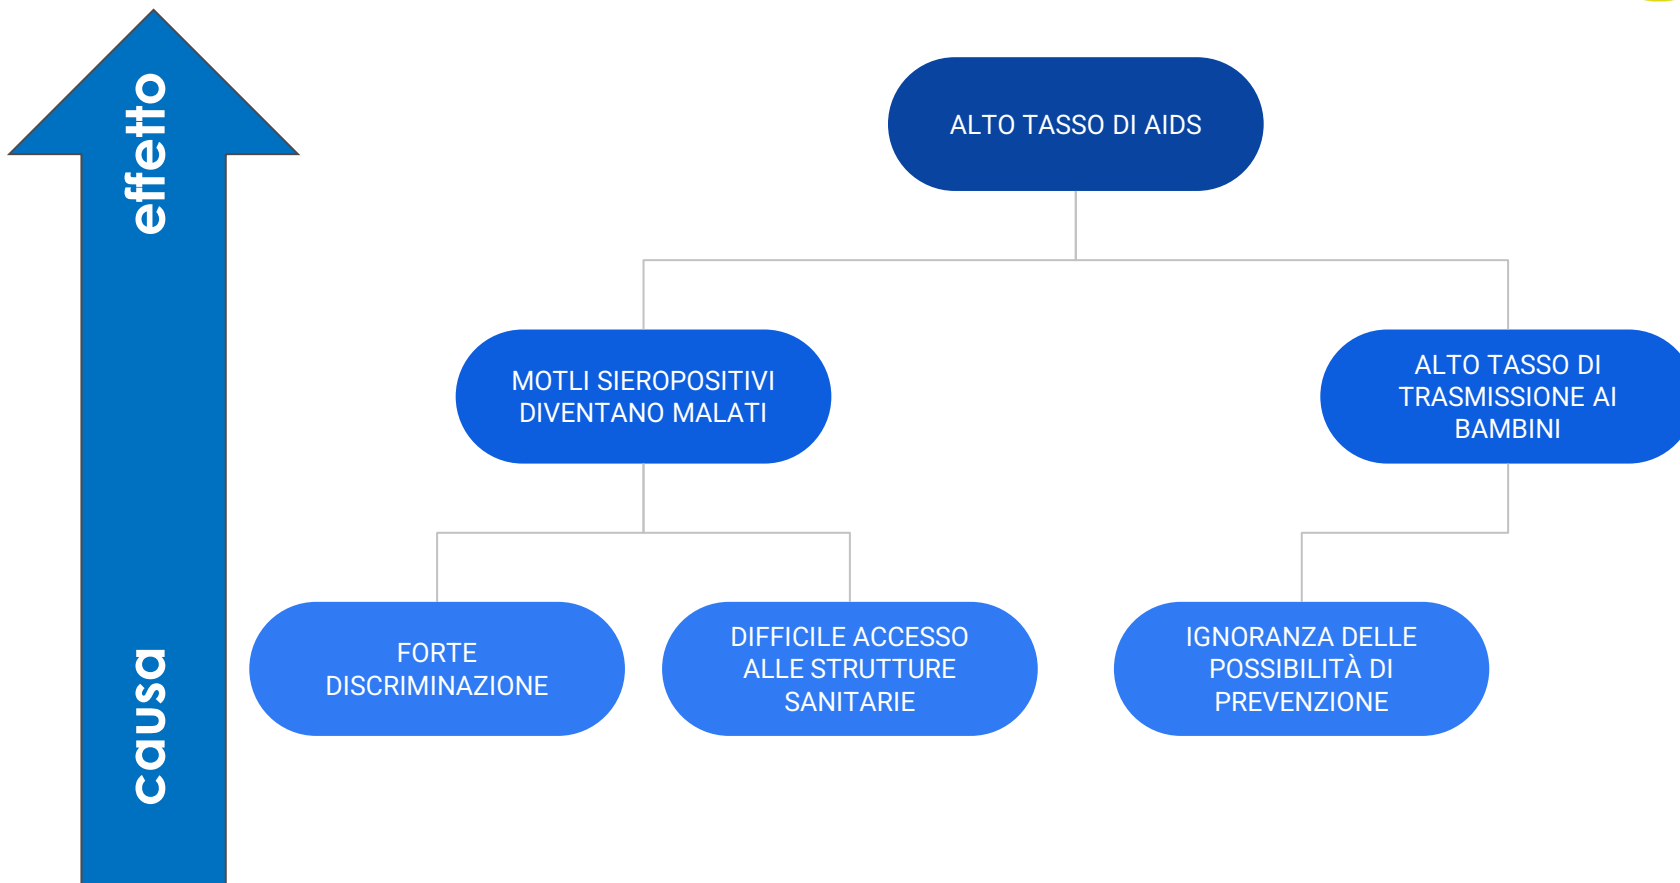 effetto
causa
ALTO TASSO DI AIDS
MOTLI SIEROPOSITIVI
DIVENTANO MALATI
ALTO TASSO DI
TRASMISSIONE AI
BAMBINI
FORTE
DISCRIMINAZIONE
DIFFICILE ACCESSO
ALLE STRUTTURE
SANITARIE
IGNORANZA DELLE
POSSIBILITÀ DI
PREVENZIONE